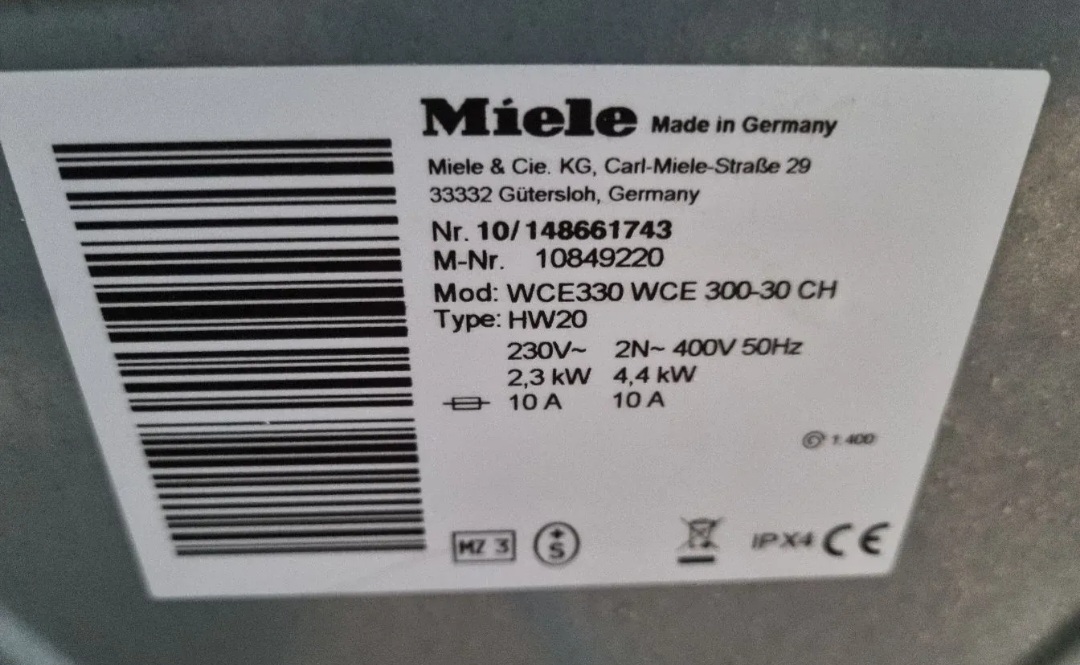 Miele Made in Germany
Miele & Cie. KG, Carl-Miele-Straße 29
33332 Gütersloh, Germany
Nr. 10/148661743
M-Nr. 10849220
Mod: WCE330 WCE 300-30 CH
Type: HW20
230V~ 2N~ 400V 50Hz
2,3 kW 4,4 kW
10 A 10 A
1.400
MZ 3 +S IPX4 CE